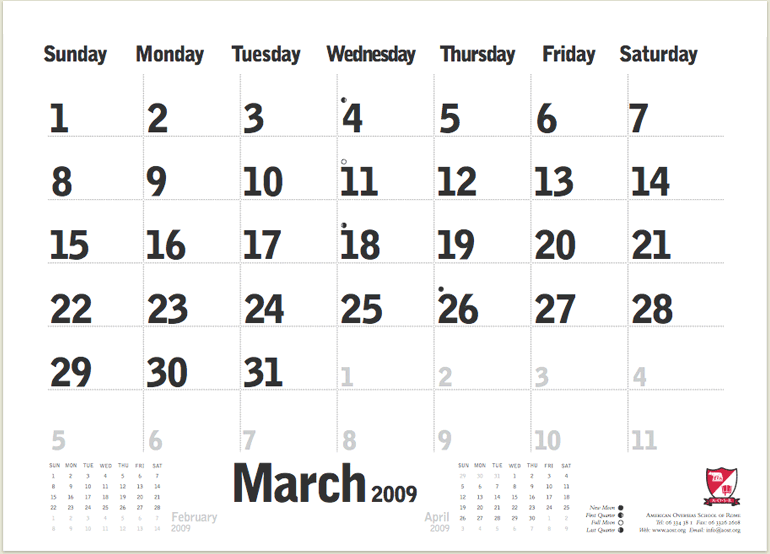 Sunday Monday Tuesday Wednesday Thursday Friday Saturday
1 2 3 4 5 6 7
8 9 10 11 12 13 14
15 16 17 18 19 20 21
22 23 24 25 26 27 28
29 30 31 1 2 3 4
5 6 7 8 9 10 11
SUN MON TUE WED THU FRI SAT
1 2 3 4 5 6 7
8 9 10 11 12 13 14
15 16 17 18 19 20 21
22 23 24 25 26 27 28
1 2 3 4 5 6 7
8 9 10 11 12 13 14
February
2009
March 2009
SUN MON TUE WED THU FRI SAT
29 30 31 1 2 3 4
5 6 7 8 9 10 11
12 13 14 15 16 17 18
19 20 21 22 23 24 25
26 27 28 29 30 1 2
3 4 5 6 7 8 9
April
2009
New Moon
First Quarter
Full Moon
Last Quarter
A·O·S·R
American Overseas School of Rome
Tel: 06 334 38 1 Fax: 06 3326 2608
Web: www.aosr.org Email: info@aosr.org